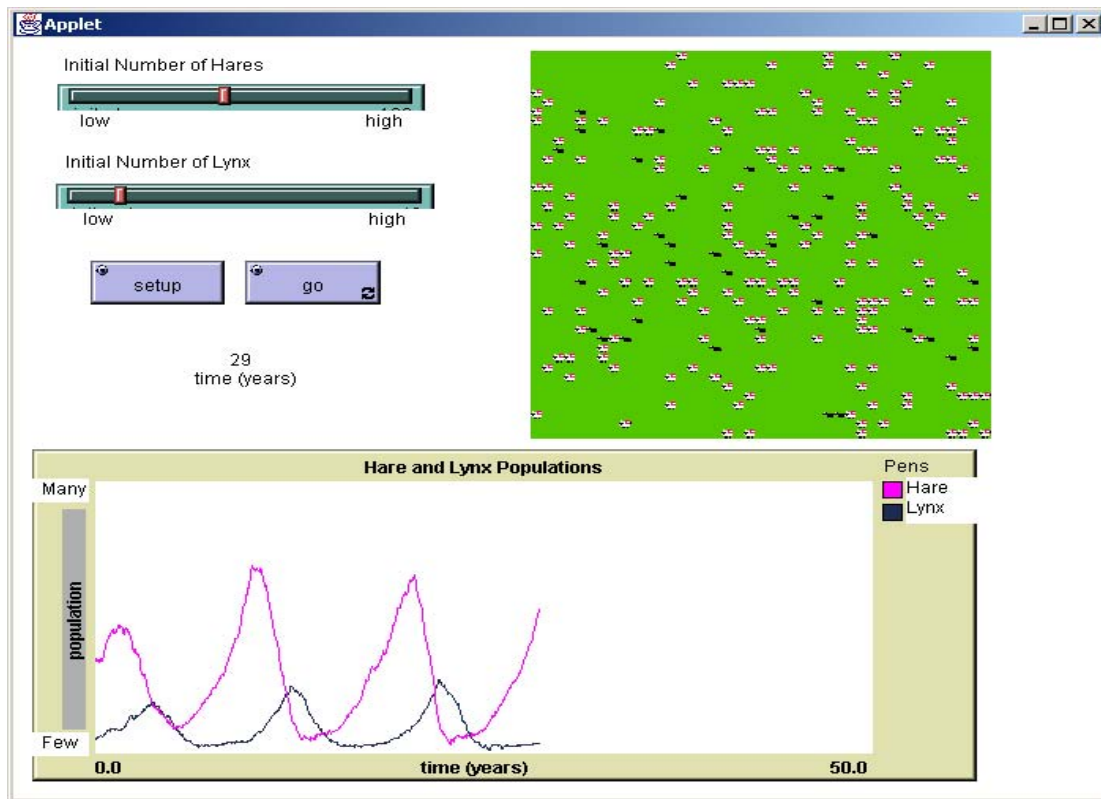 Applet
Initial Number of Hares
low high
Initial Number of Lynx
low high
setup go
29
time (years)
Hare and Lynx Populations
Pens
Many
Hare
Lynx
population
Few
0.0 time (years) 50.0